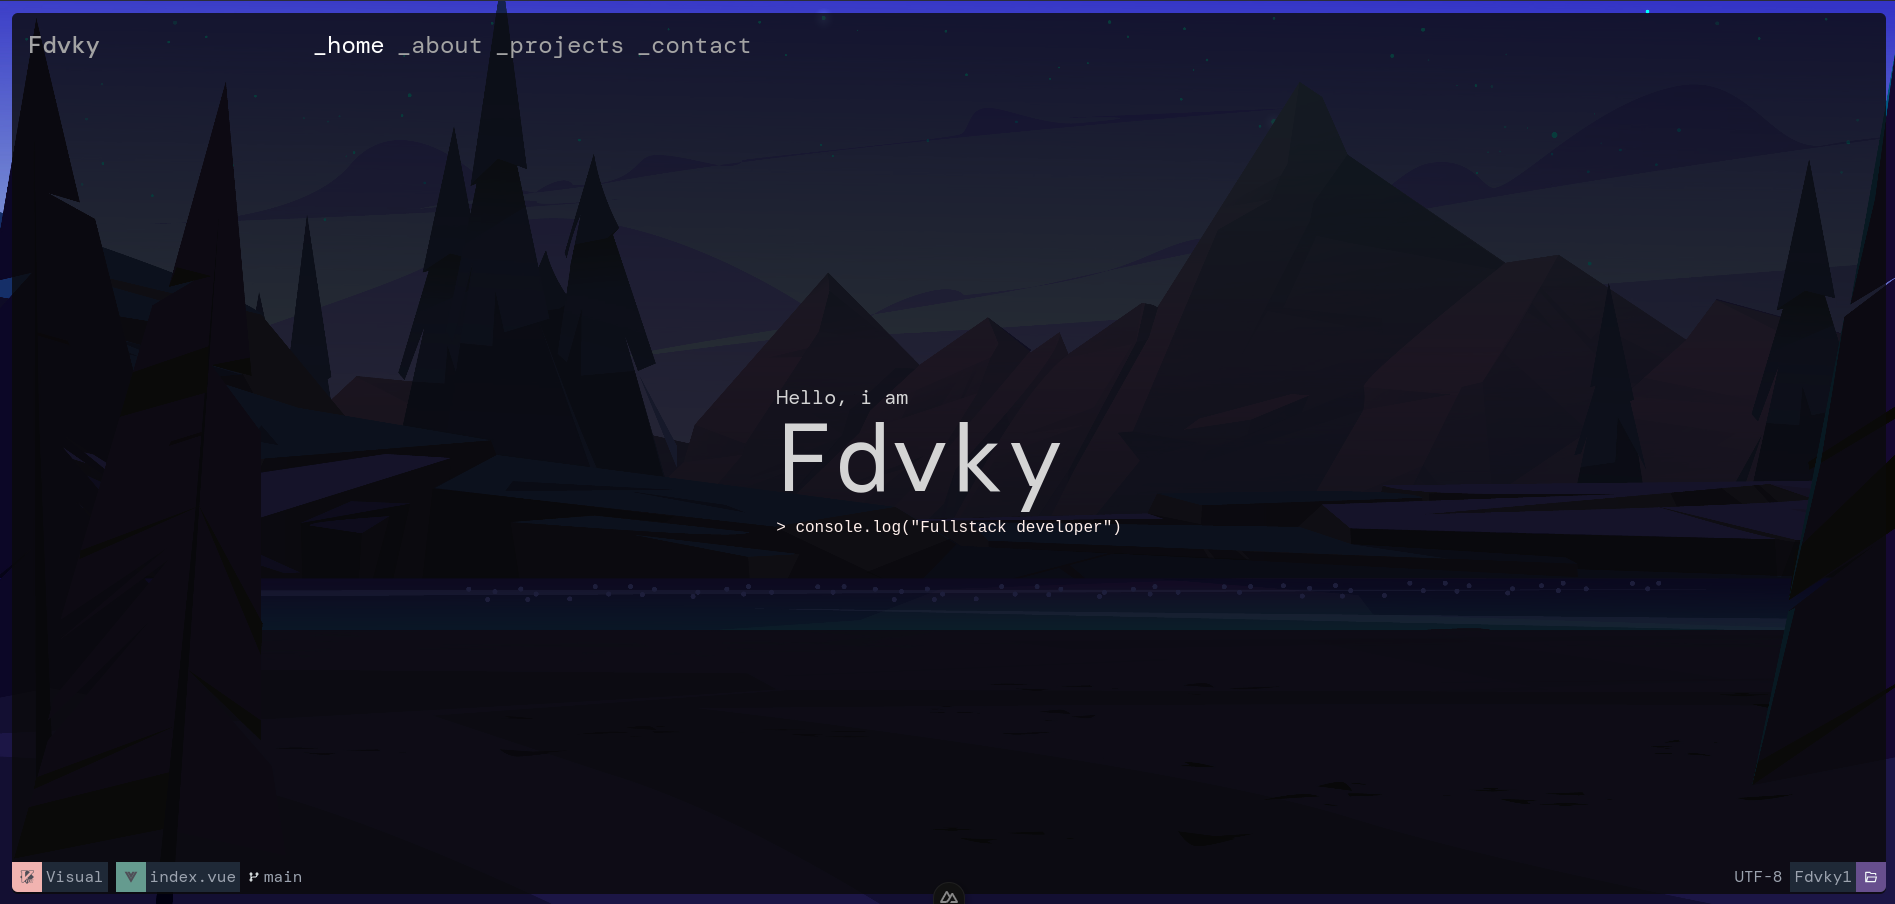 Fdvky
_home _about _projects _contact
Hello, i am
Fdvky
> console.log("Fullstack developer")
Visual index.vue main
UTF-8 Fdvky1